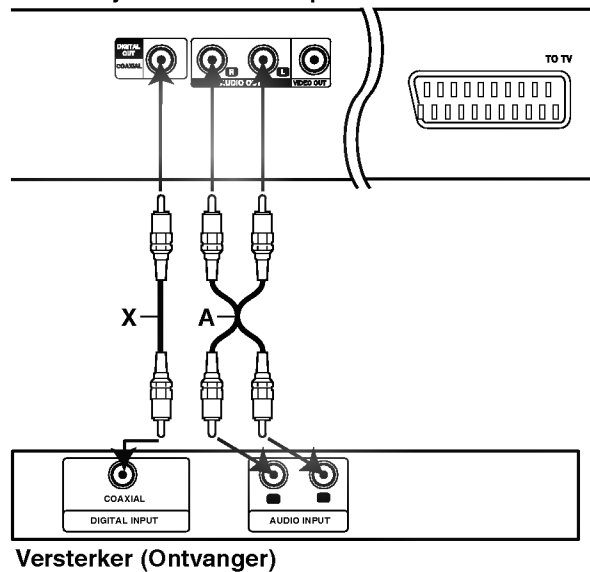 DIGITAL OUT
COAXIAL
R
L
AUDIO OUT
VIDEO OUT
TO TV
X
A
COAXIAL
DIGITAL INPUT
AUDIO INPUT
Versterker (Ontvanger)